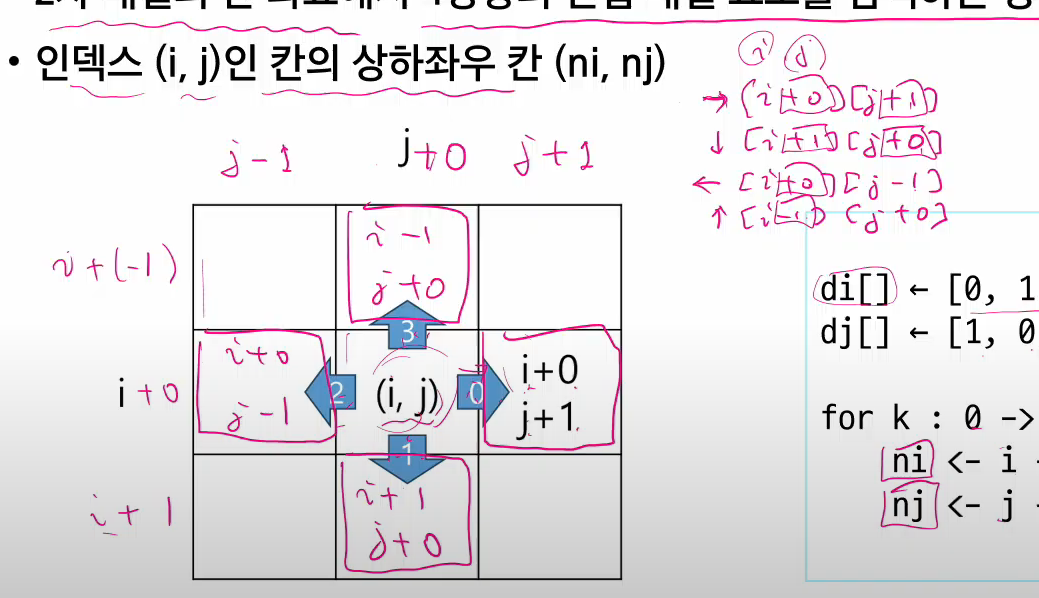 • 인덱스 (i, j)인 칸의 상하좌우 칸 (ni, nj)
i j
→ [i+0][j+1]
↓ [i+1][j+0]
← [i+0][j-1]
↑ [i-1][j+0]
j-1 j+0 j+1
i+(-1)
i-1
j+0
3
i+0
i+0
j-1
2
(i, j)
0
i+0
j+1
1
i+1
i+1
j+0
di[] ← [0, 1
dj[] ← [1, 0
for k : 0 ->
ni <- i
nj <- j